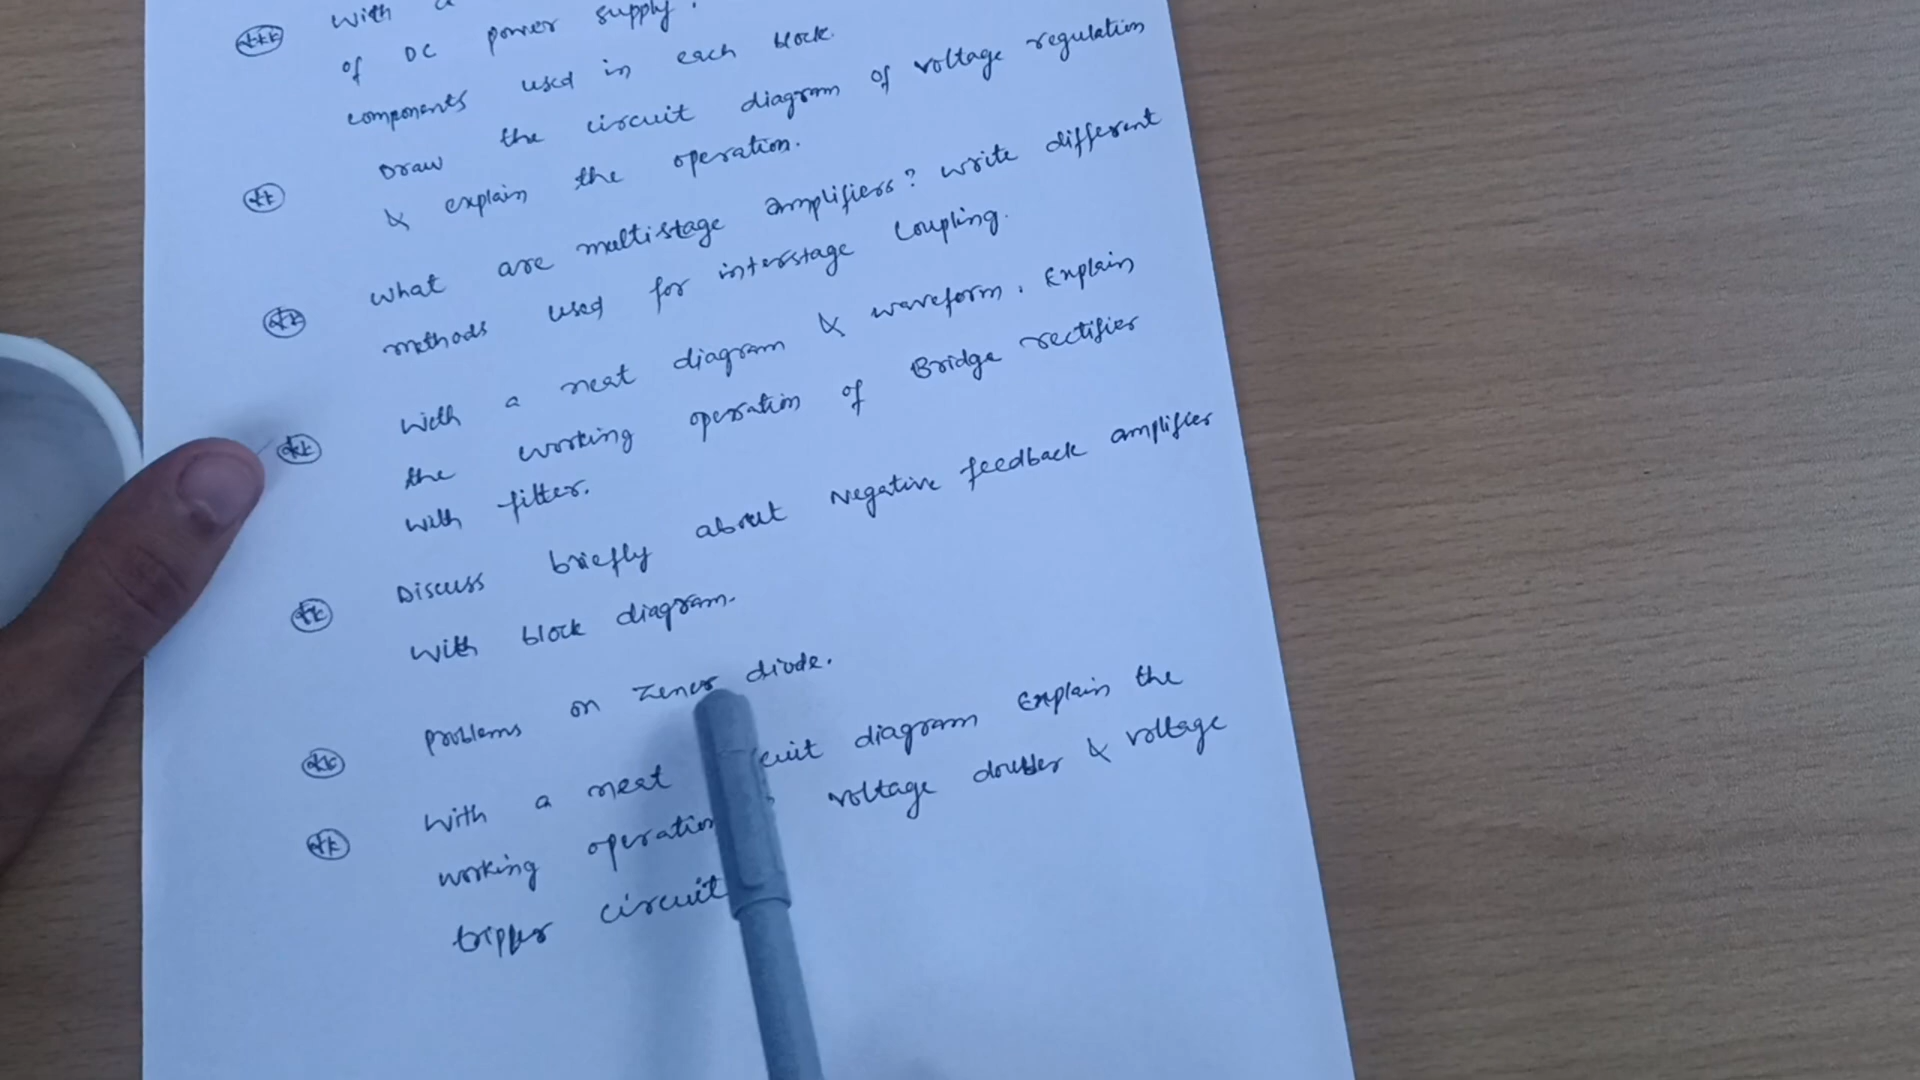 With a
of DC power supply.
components used in each block.
Draw the circuit diagram of voltage regulation
& explain the operation.
What are multistage amplifiers? Write different
methods used for interstage coupling.
With a neat diagram & waveform. Explain
the working operation of Bridge rectifier
with filter.
Discuss briefly about Negative feedback amplifier
with block diagram.
problems on Zener diode.
With a neat cuit diagram Explain the
working operation voltage doubler & voltage
tripper circuit